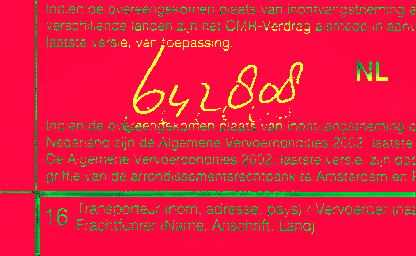 Indien de overeengekomen plaats van inontvangstneming e
verschillende landen zijn het CMR-Verdrag alsmede in aanv
laatste versie, van toepassing.
642808
NL
Indien de overeengekomen plaats van inontvangstneming
Nederland zijn de Algemene Vervoercondities 2002, laatste
De Algemene Vervoercondities 2002, laatste versie, zijn
griffie van de arrondissementsrechtbank te Amsterdam en R
16 Transporteur (nom, adresse, pays) / Vervoerder (naa
Frachtführer (Name, Anschrift, Land)